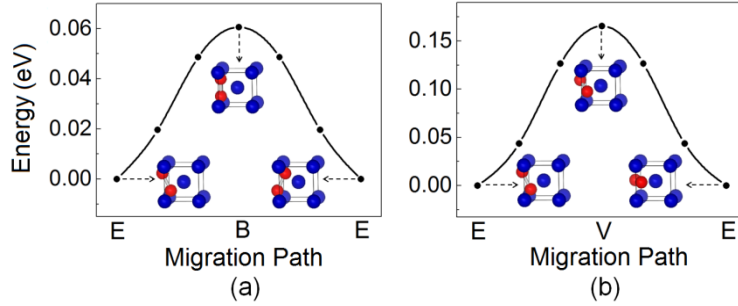 Energy (eV)
0.06
0.04
0.02
0.00
E B E
Migration Path
(a)
0.15
0.10
0.05
0.00
E V E
Migration Path
(b)